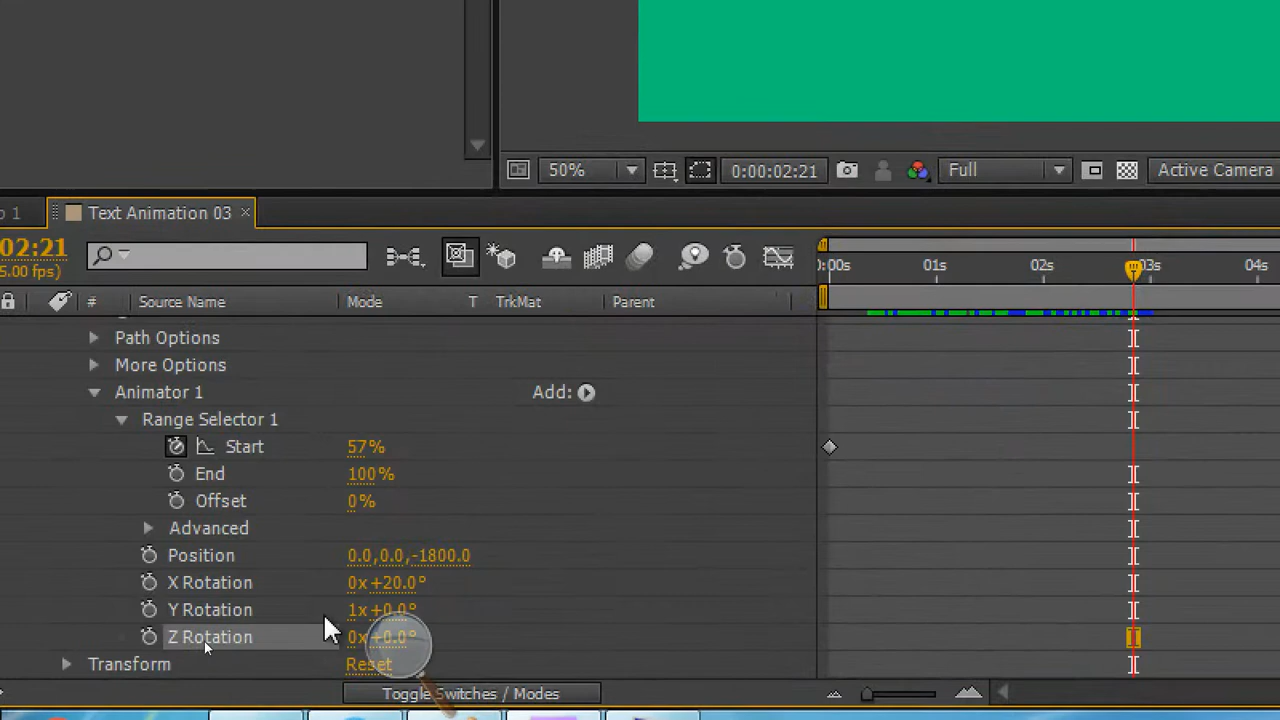 50%
0:00:02:21
Full
Active Camera
o 1
Text Animation 03
02:21
5.00 fps)
:00s 01s 02s 03s 04s
# Source Name Mode T TrkMat Parent
Path Options
More Options
Animator 1 Add:
Range Selector 1
Start 57%
End 100%
Offset 0%
Advanced
Position 0.0,0.0,-1800.0
X Rotation 0x+20.0°
Y Rotation 1x+0.0°
Z Rotation 0x+0.0°
Transform Reset
Toggle Switches / Modes